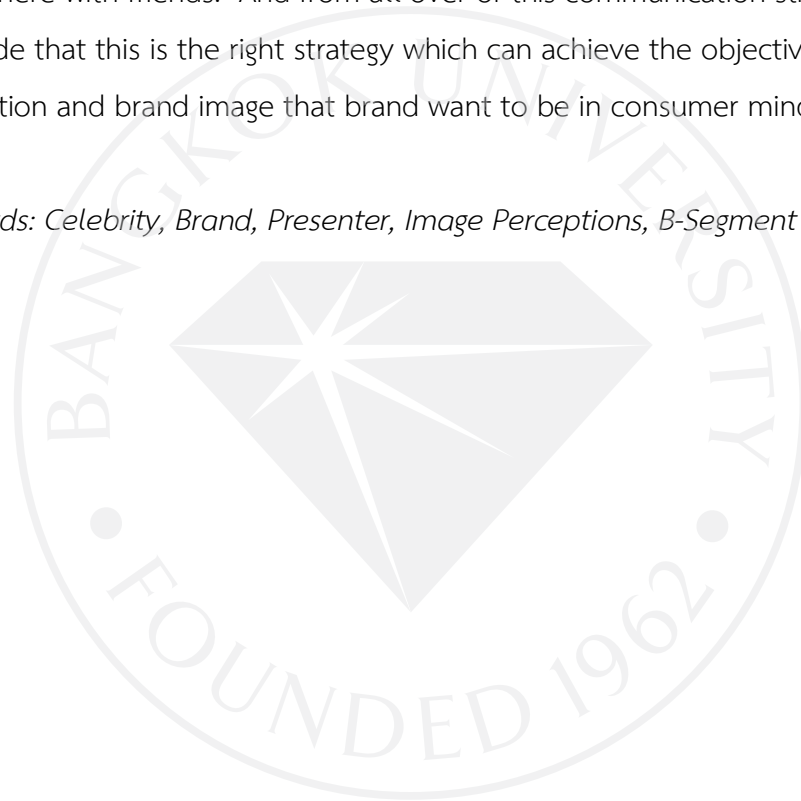 with friends. And from all over of this communication
de that this is the right strategy which can achieve the objectiv
tion and brand image that brand want to be in consumer mind
ds: Celebrity, Brand, Presenter, Image Perceptions, B-Segment
BANGKOK UNIVERSITY
• FOUNDED 1962 •